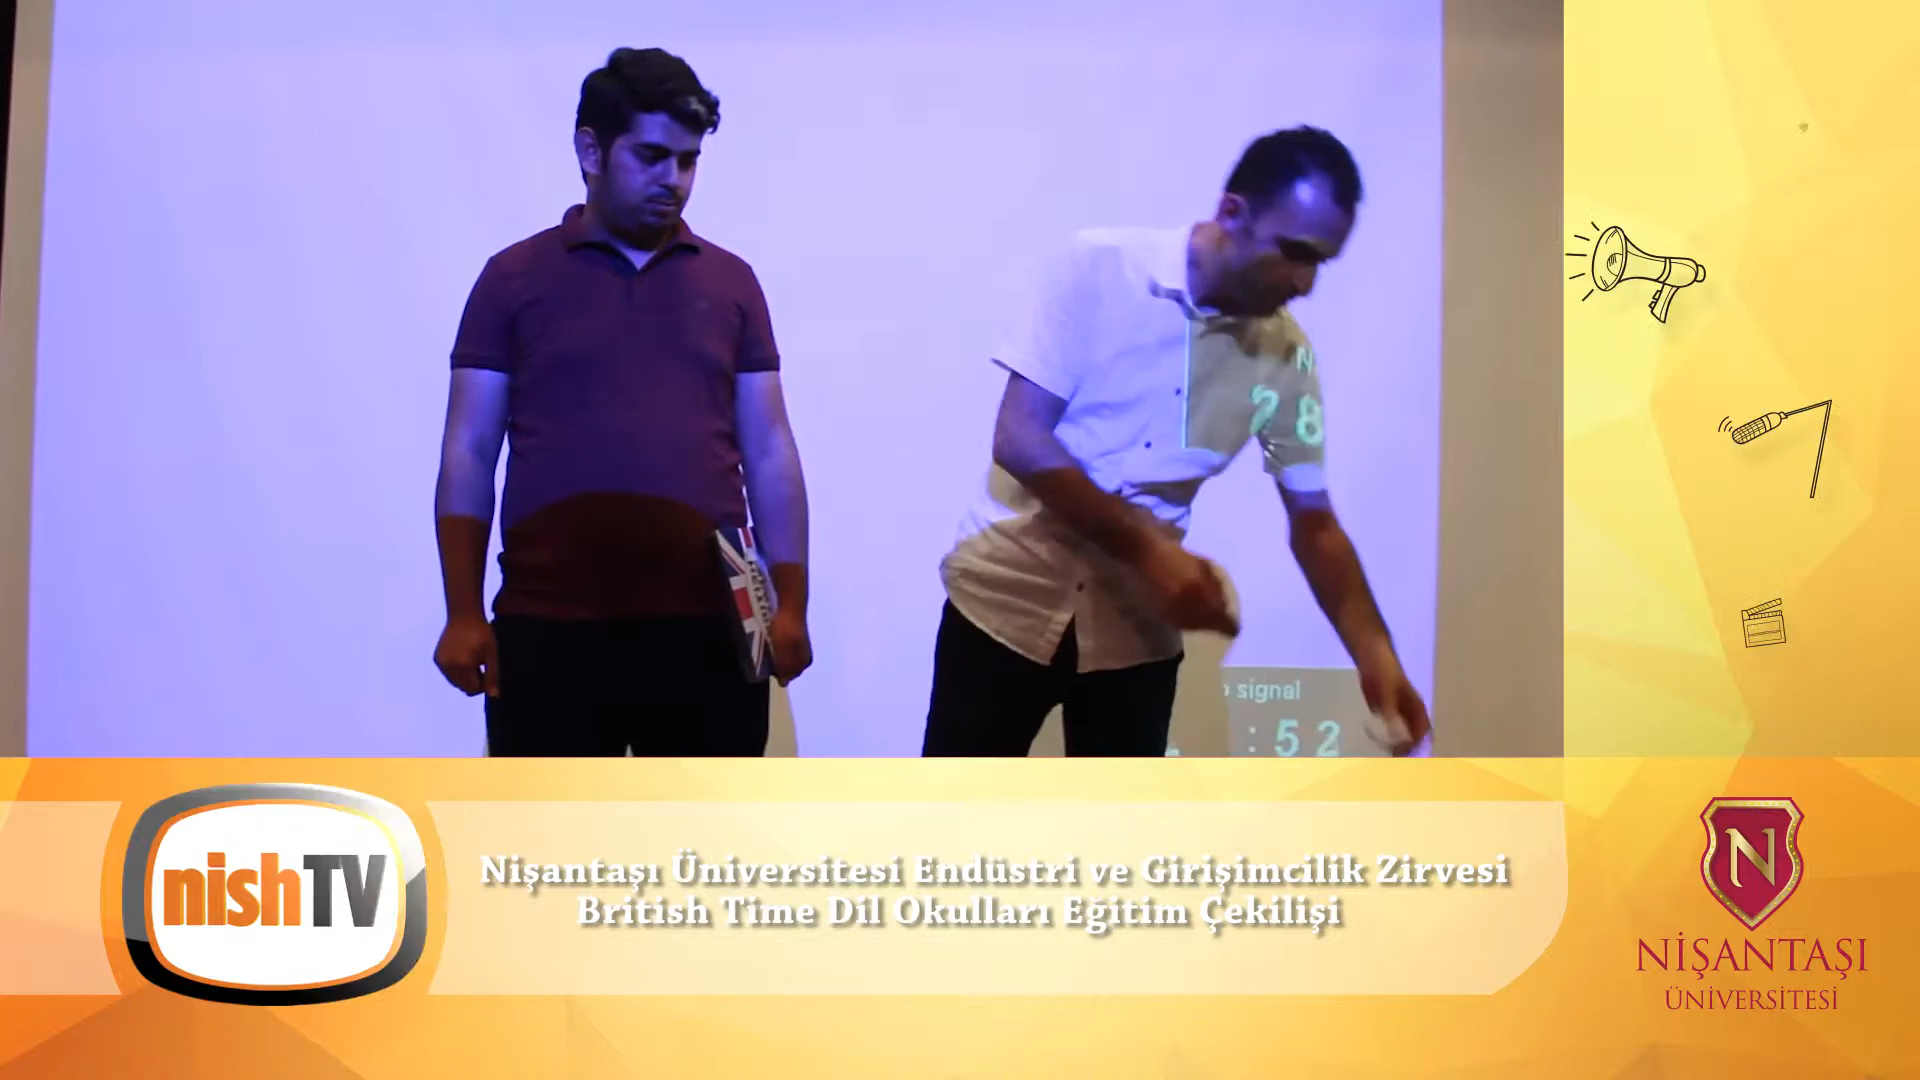 28
signal
: 52
nishTV
Nişantaşı Üniversitesi Endüstri ve Girişimcilik Zirvesi
British Time Dil Okulları Eğitim Çekilişi
N
NİŞANTAŞI
ÜNİVERSİTESİ